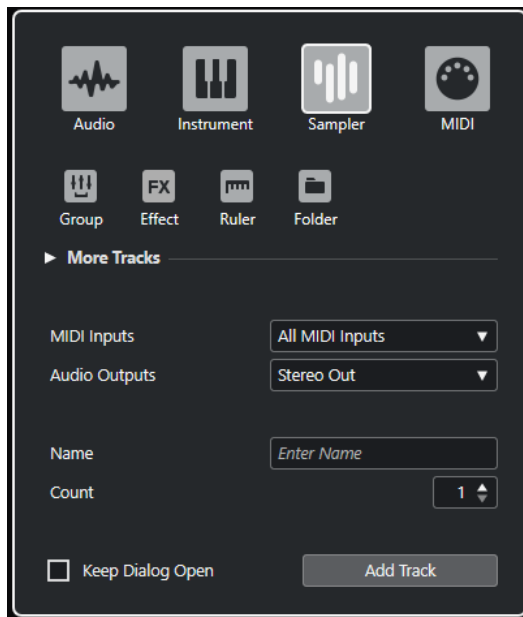 Audio Instrument Sampler MIDI
FX
Group Effect Ruler Folder
More Tracks
MIDI Inputs All MIDI Inputs
Audio Outputs Stereo Out
Name Enter Name
Count 1
Keep Dialog Open Add Track